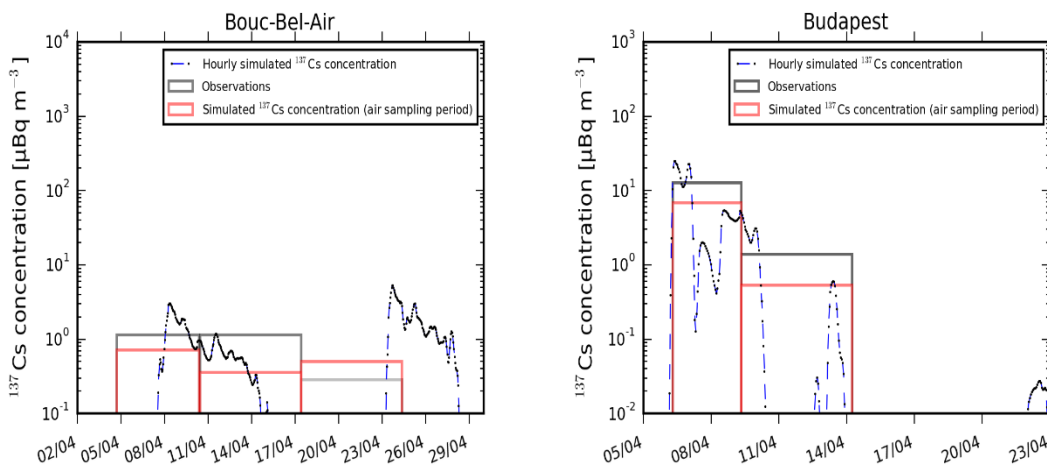 Bouc-Bel-Air
10^4
10^3
10^2
10^1
10^0
10^-1
137Cs concentration [µBq m^−3]
Hourly simulated 137Cs concentration
Observations
Simulated 137Cs concentration (air sampling period)
02/04
05/04
08/04
11/04
14/04
17/04
20/04
23/04
26/04
29/04
Budapest
10^3
10^2
10^1
10^0
10^-1
10^-2
137Cs concentration [µBq m^−3]
Hourly simulated 137Cs concentration
Observations
Simulated 137Cs concentration (air sampling period)
05/04
08/04
11/04
14/04
17/04
20/04
23/04